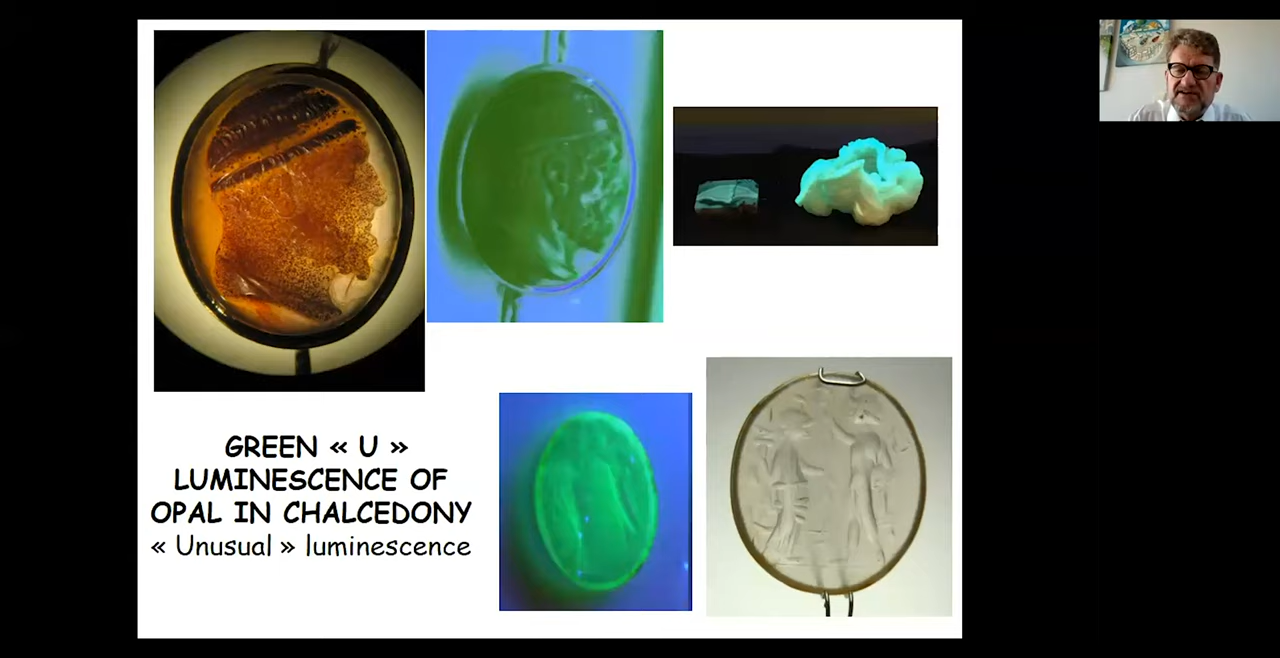 GREEN « U »
LUMINESCENCE OF
OPAL IN CHALCEDONY
« Unusual » luminescence